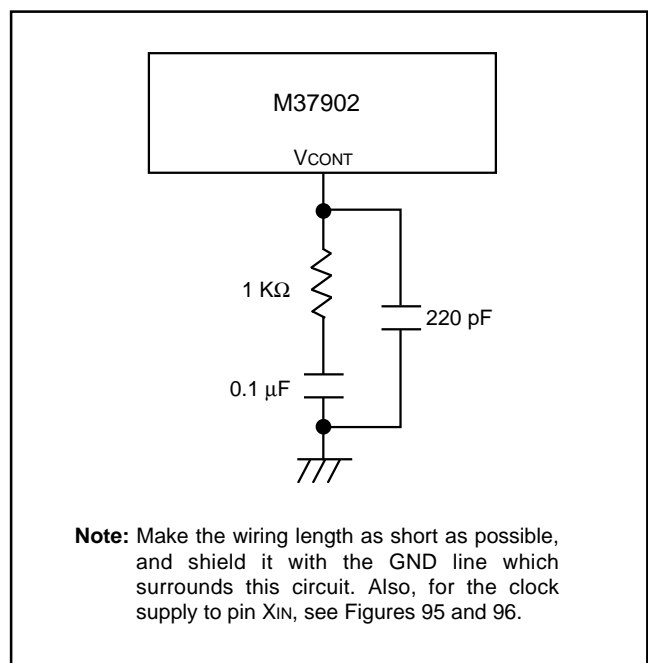 M37902
VCONT
1 KΩ
220 pF
0.1 μF
Note: Make the wiring length as short as possible,
and shield it with the GND line which
surrounds this circuit. Also, for the clock
supply to pin XIN, see Figures 95 and 96.